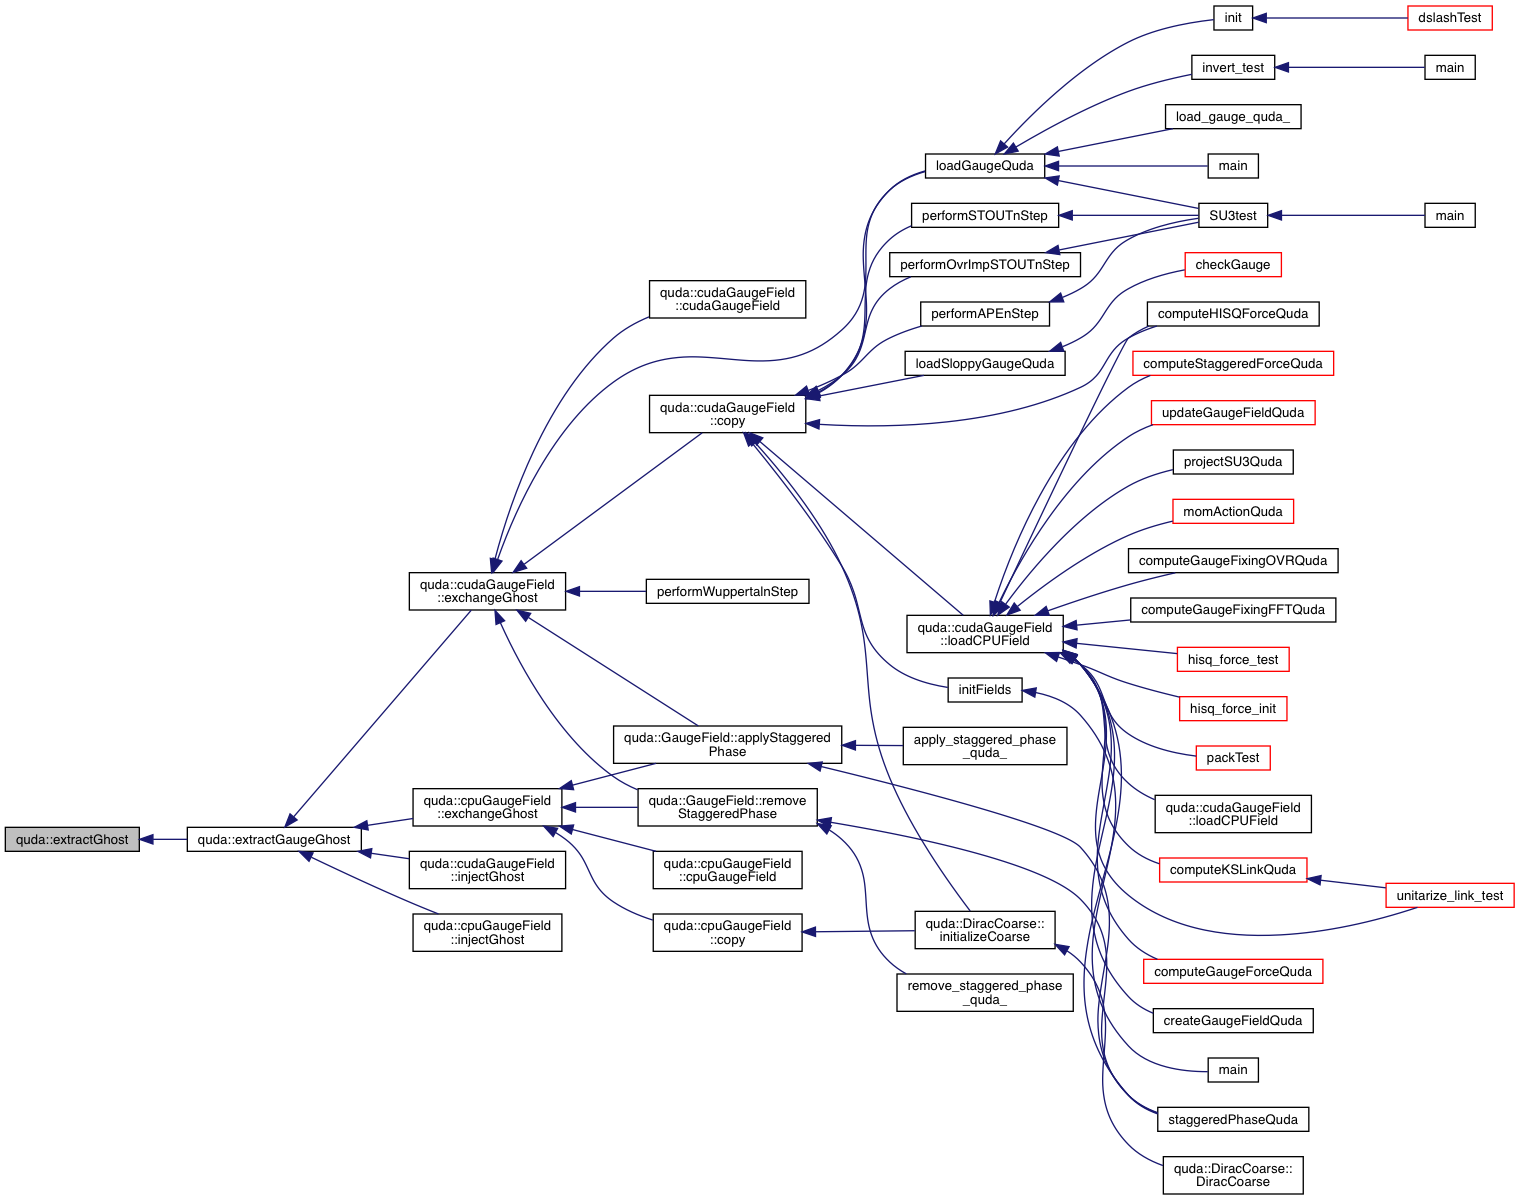 init
dslashTest
invert_test
main
load_gauge_quda_
loadGaugeQuda
main
performSTOUTnStep
SU3test
main
performOvrImpSTOUTnStep
checkGauge
quda::cudaGaugeField
::cudaGaugeField
performAPEnStep
computeHISQForceQuda
loadSloppyGaugeQuda
computeStaggeredForceQuda
quda::cudaGaugeField
::copy
updateGaugeFieldQuda
projectSU3Quda
momActionQuda
computeGaugeFixingOVRQuda
quda::cudaGaugeField
::exchangeGhost
performWuppertalnStep
computeGaugeFixingFFTQuda
quda::cudaGaugeField
::loadCPUField
hisq_force_test
initFields
hisq_force_init
quda::GaugeField::applyStaggered
Phase
apply_staggered_phase
_quda_
packTest
quda::cpuGaugeField
::exchangeGhost
quda::GaugeField::remove
StaggeredPhase
quda::cudaGaugeField
::loadCPUField
quda::extractGhost
quda::extractGaugeGhost
quda::cudaGaugeField
::injectGhost
quda::cpuGaugeField
::cpuGaugeField
computeKSLinkQuda
unitarize_link_test
quda::cpuGaugeField
::injectGhost
quda::cpuGaugeField
::copy
quda::DiracCoarse::
initializeCoarse
computeGaugeForceQuda
remove_staggered_phase
_quda_
createGaugeFieldQuda
main
staggeredPhaseQuda
quda::DiracCoarse::
DiracCoarse